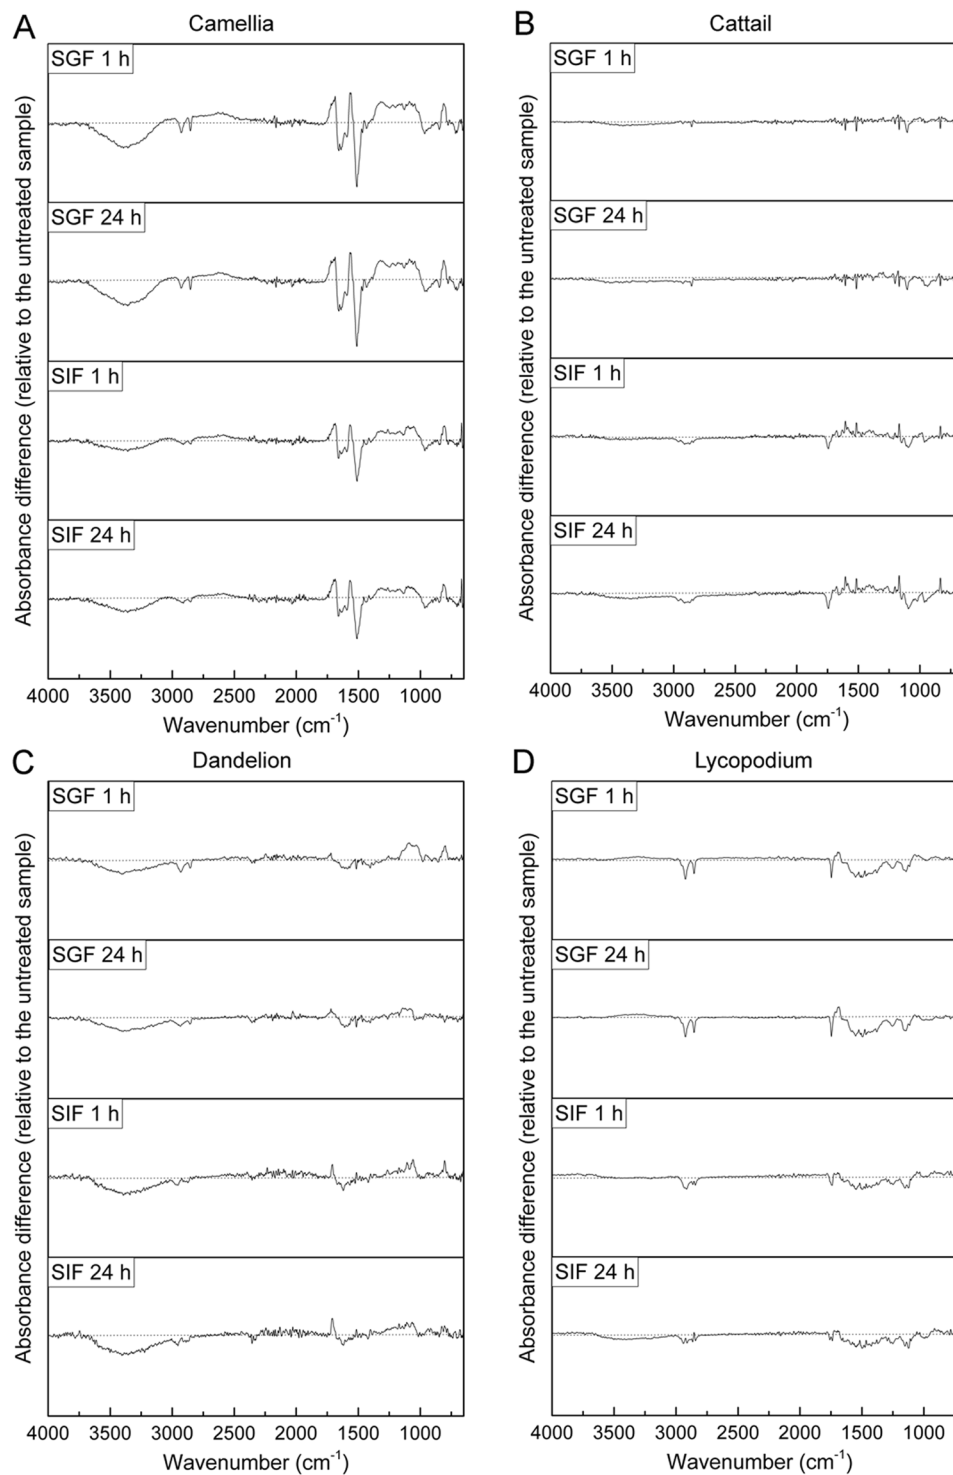 A
Camellia
Absorbance difference (relative to the untreated sample)
SGF 1 h
SGF 24 h
SIF 1 h
SIF 24 h
4000 3500 3000 2500 2000 1500 1000
Wavenumber (cm⁻¹)
B
Cattail
Absorbance difference (relative to the untreated sample)
SGF 1 h
SGF 24 h
SIF 1 h
SIF 24 h
4000 3500 3000 2500 2000 1500 1000
Wavenumber (cm⁻¹)
C
Dandelion
Absorbance difference (relative to the untreated sample)
SGF 1 h
SGF 24 h
SIF 1 h
SIF 24 h
4000 3500 3000 2500 2000 1500 1000
Wavenumber (cm⁻¹)
D
Lycopodium
Absorbance difference (relative to the untreated sample)
SGF 1 h
SGF 24 h
SIF 1 h
SIF 24 h
4000 3500 3000 2500 2000 1500 1000
Wavenumber (cm⁻¹)